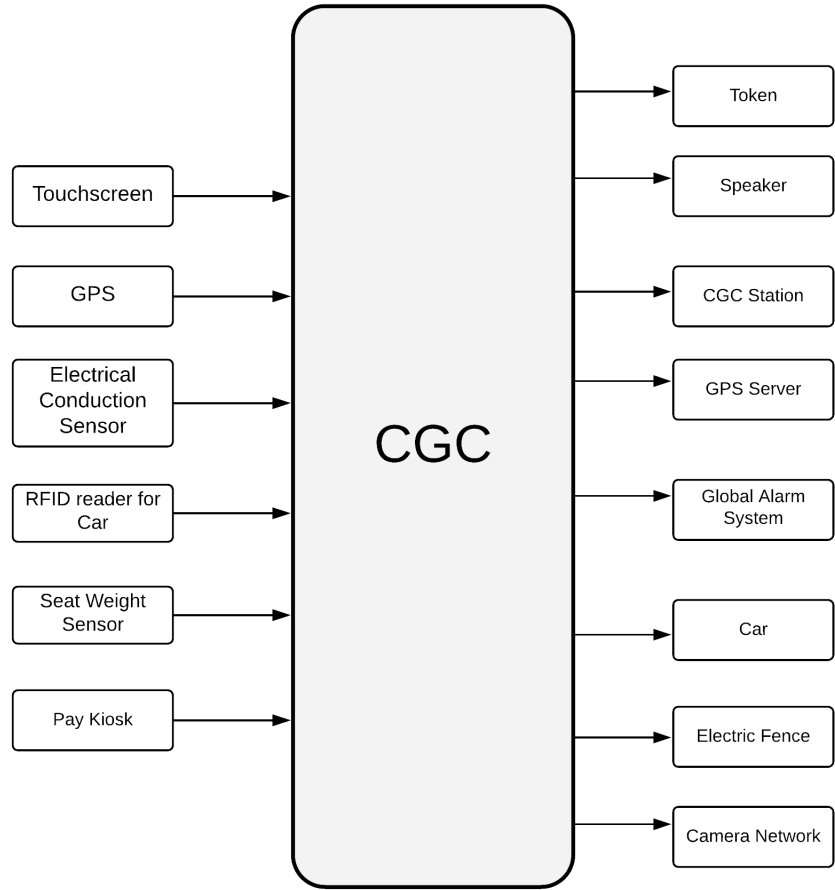 Touchscreen
GPS
Electrical
Conduction
Sensor
RFID reader for
Car
Seat Weight
Sensor
Pay Kiosk
CGC
Token
Speaker
CGC Station
GPS Server
Global Alarm
System
Car
Electric Fence
Camera Network